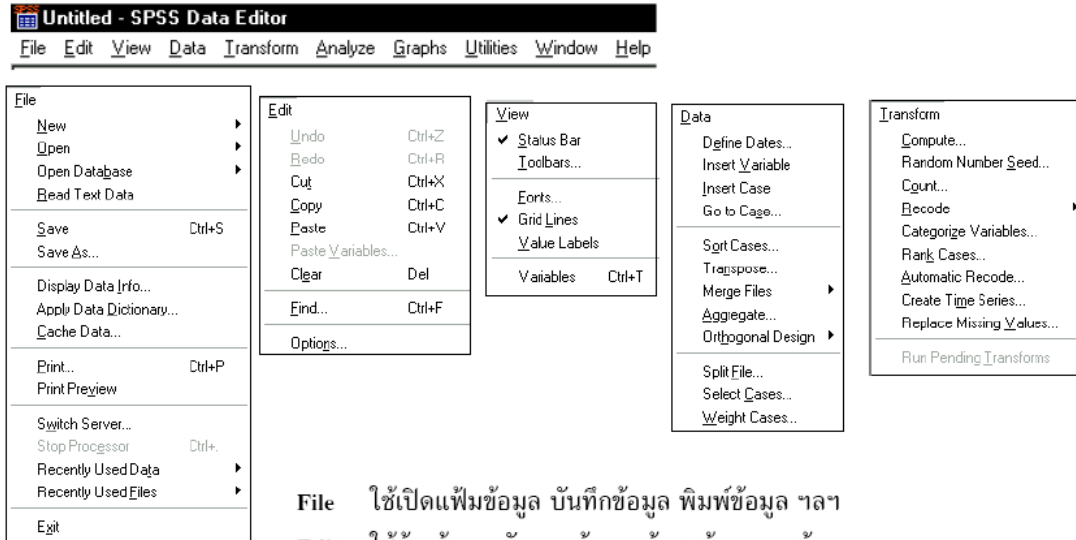 Untitled - SPSS Data Editor
File Edit View Data Transform Analyze Graphs Utilities Window Help
File
New
Open
Open Database
Read Text Data
Save Ctrl+S
Save As...
Display Data Info...
Apply Data Dictionary...
Cache Data...
Print... Ctrl+P
Print Preview
Switch Server...
Stop Processor Ctrl+.
Recently Used Data
Recently Used Files
Exit
Edit
Undo Ctrl+Z
Redo Ctrl+R
Cut Ctrl+X
Copy Ctrl+C
Paste Ctrl+V
Paste Variables...
Clear Del
Find... Ctrl+F
Options...
View
Status Bar
Toolbars...
Fonts...
Grid Lines
Value Labels
Variables Ctrl+T
Data
Define Dates...
Insert Variable
Insert Case
Go to Case...
Sort Cases...
Transpose...
Merge Files
Aggregate...
Orthogonal Design
Split File...
Select Cases...
Weight Cases...
Transform
Compute...
Random Number Seed...
Count...
Recode
Categorize Variables...
Rank Cases...
Automatic Recode...
Create Time Series...
Replace Missing Values...
Run Pending Transforms
File ใช้เปิดแฟ้มข้อมูล บันทึกข้อมูล พิมพ์ข้อมูล ฯลฯ